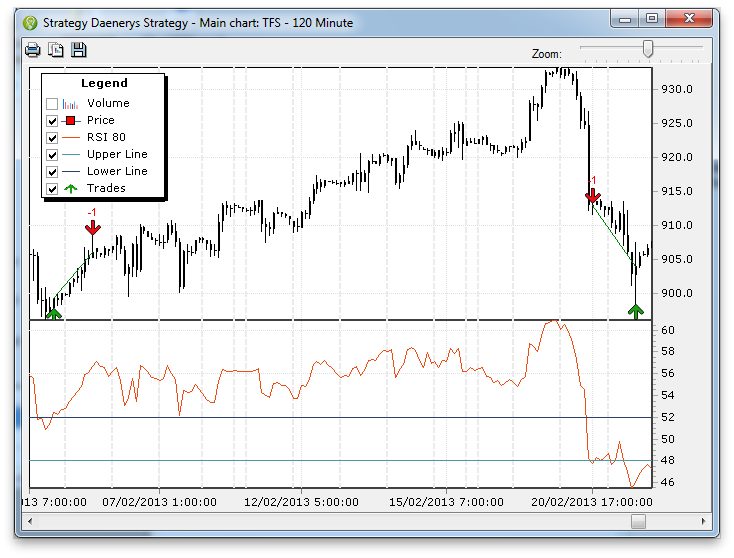 Strategy Daenerys Strategy - Main chart: TFS - 120 Minute
Zoom:
Legend
Volume
Price
RSI 80
Upper Line
Lower Line
Trades
-1
-1
930.0
925.0
920.0
915.0
910.0
905.0
900.0
60
58
56
54
52
50
48
46
013 7:00:00 07/02/2013 1:00:00 12/02/2013 5:00:00 15/02/2013 7:00:00 20/02/2013 17:00:00